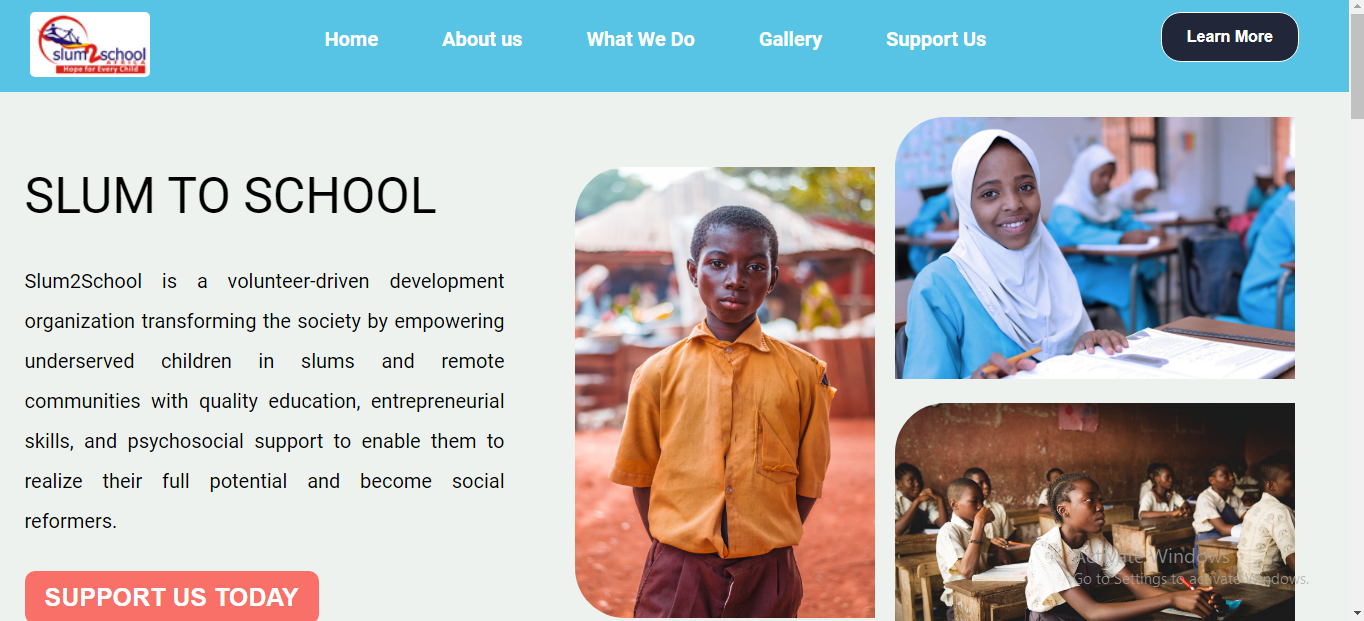 slum2school
AFRICA
Hope for Every Child
Home About us What We Do Gallery Support Us
Learn More
SLUM TO SCHOOL
Slum2School is a volunteer-driven development
organization transforming the society by empowering
underserved children in slums and remote
communities with quality education, entrepreneurial
skills, and psychosocial support to enable them to
realize their full potential and become social
reformers.
SUPPORT US TODAY
Activate Windows
Go to Settings to activate Windows.